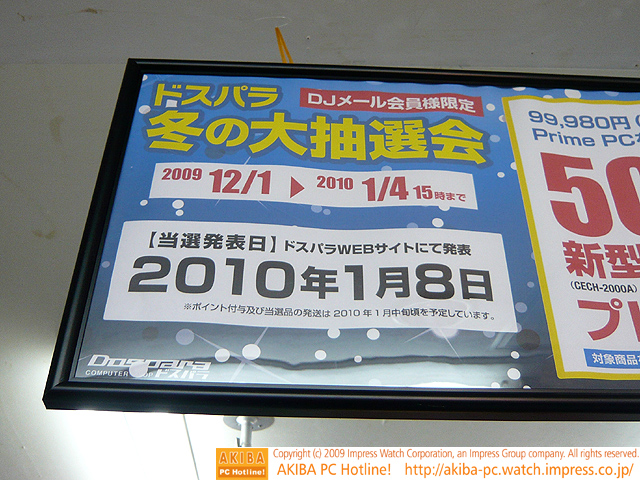 ドスパラ
DJメール会員様限定
冬の大抽選会
2009 12/1 ▶ 2010 1/4 15時まで
【当選発表日】ドスパラWEBサイトにて発表
2010年1月8日
※ポイント付与及び当選品の発送は2010年1月中旬頃を予定しています。
Dospara
COMPUTER SHOP ドスパラ
99,980円
Prime PC
50
新型
(CECH-2000A)
プレ
対象商品
AKIBA
PC Hotline!
Copyright (c) 2009 Impress Watch Corporation, an Impress Group company. All rights reserved.
AKIBA PC Hotline! http://akiba-pc.watch.impress.co.jp/